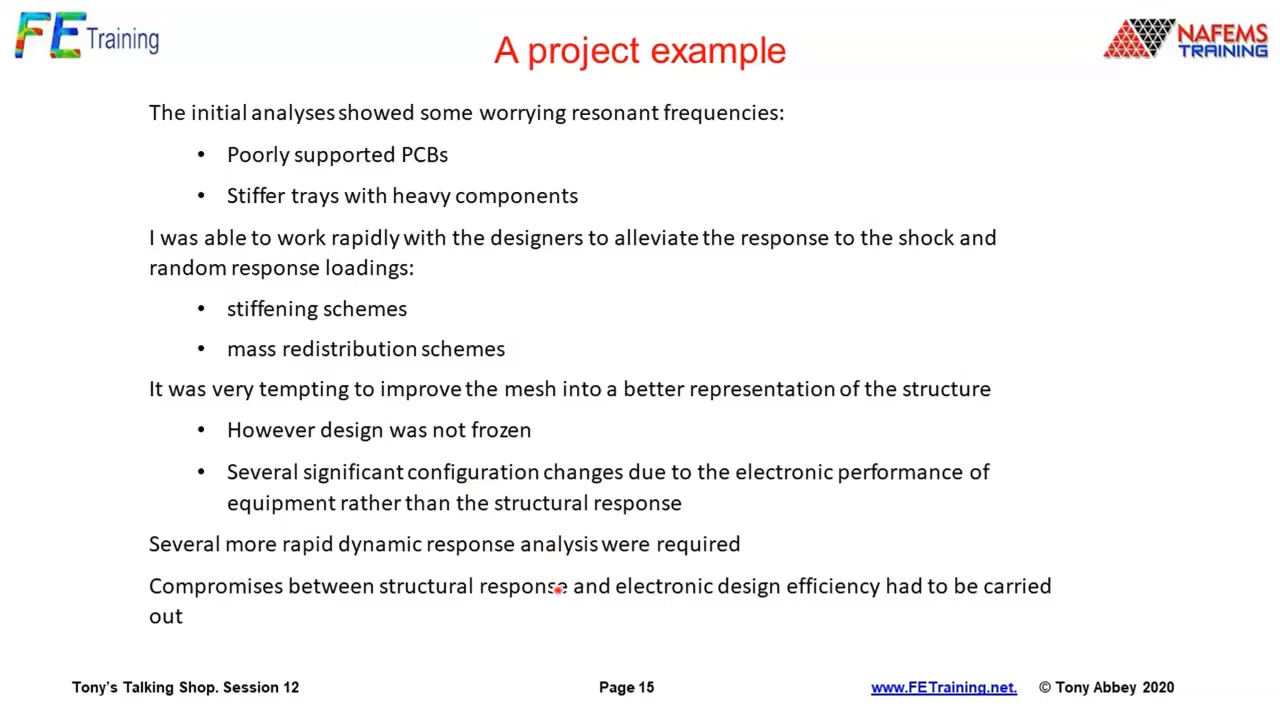 FE Training
A project example
NAFEMS
TRAINING
The initial analyses showed some worrying resonant frequencies:
• Poorly supported PCBs
• Stiffer trays with heavy components
I was able to work rapidly with the designers to alleviate the response to the shock and
random response loadings:
• stiffening schemes
• mass redistribution schemes
It was very tempting to improve the mesh into a better representation of the structure
• However design was not frozen
• Several significant configuration changes due to the electronic performance of
equipment rather than the structural response
Several more rapid dynamic response analysis were required
Compromises between structural response and electronic design efficiency had to be carried
out
Tony's Talking Shop. Session 12
Page 15
www.FETraining.net.
© Tony Abbey 2020